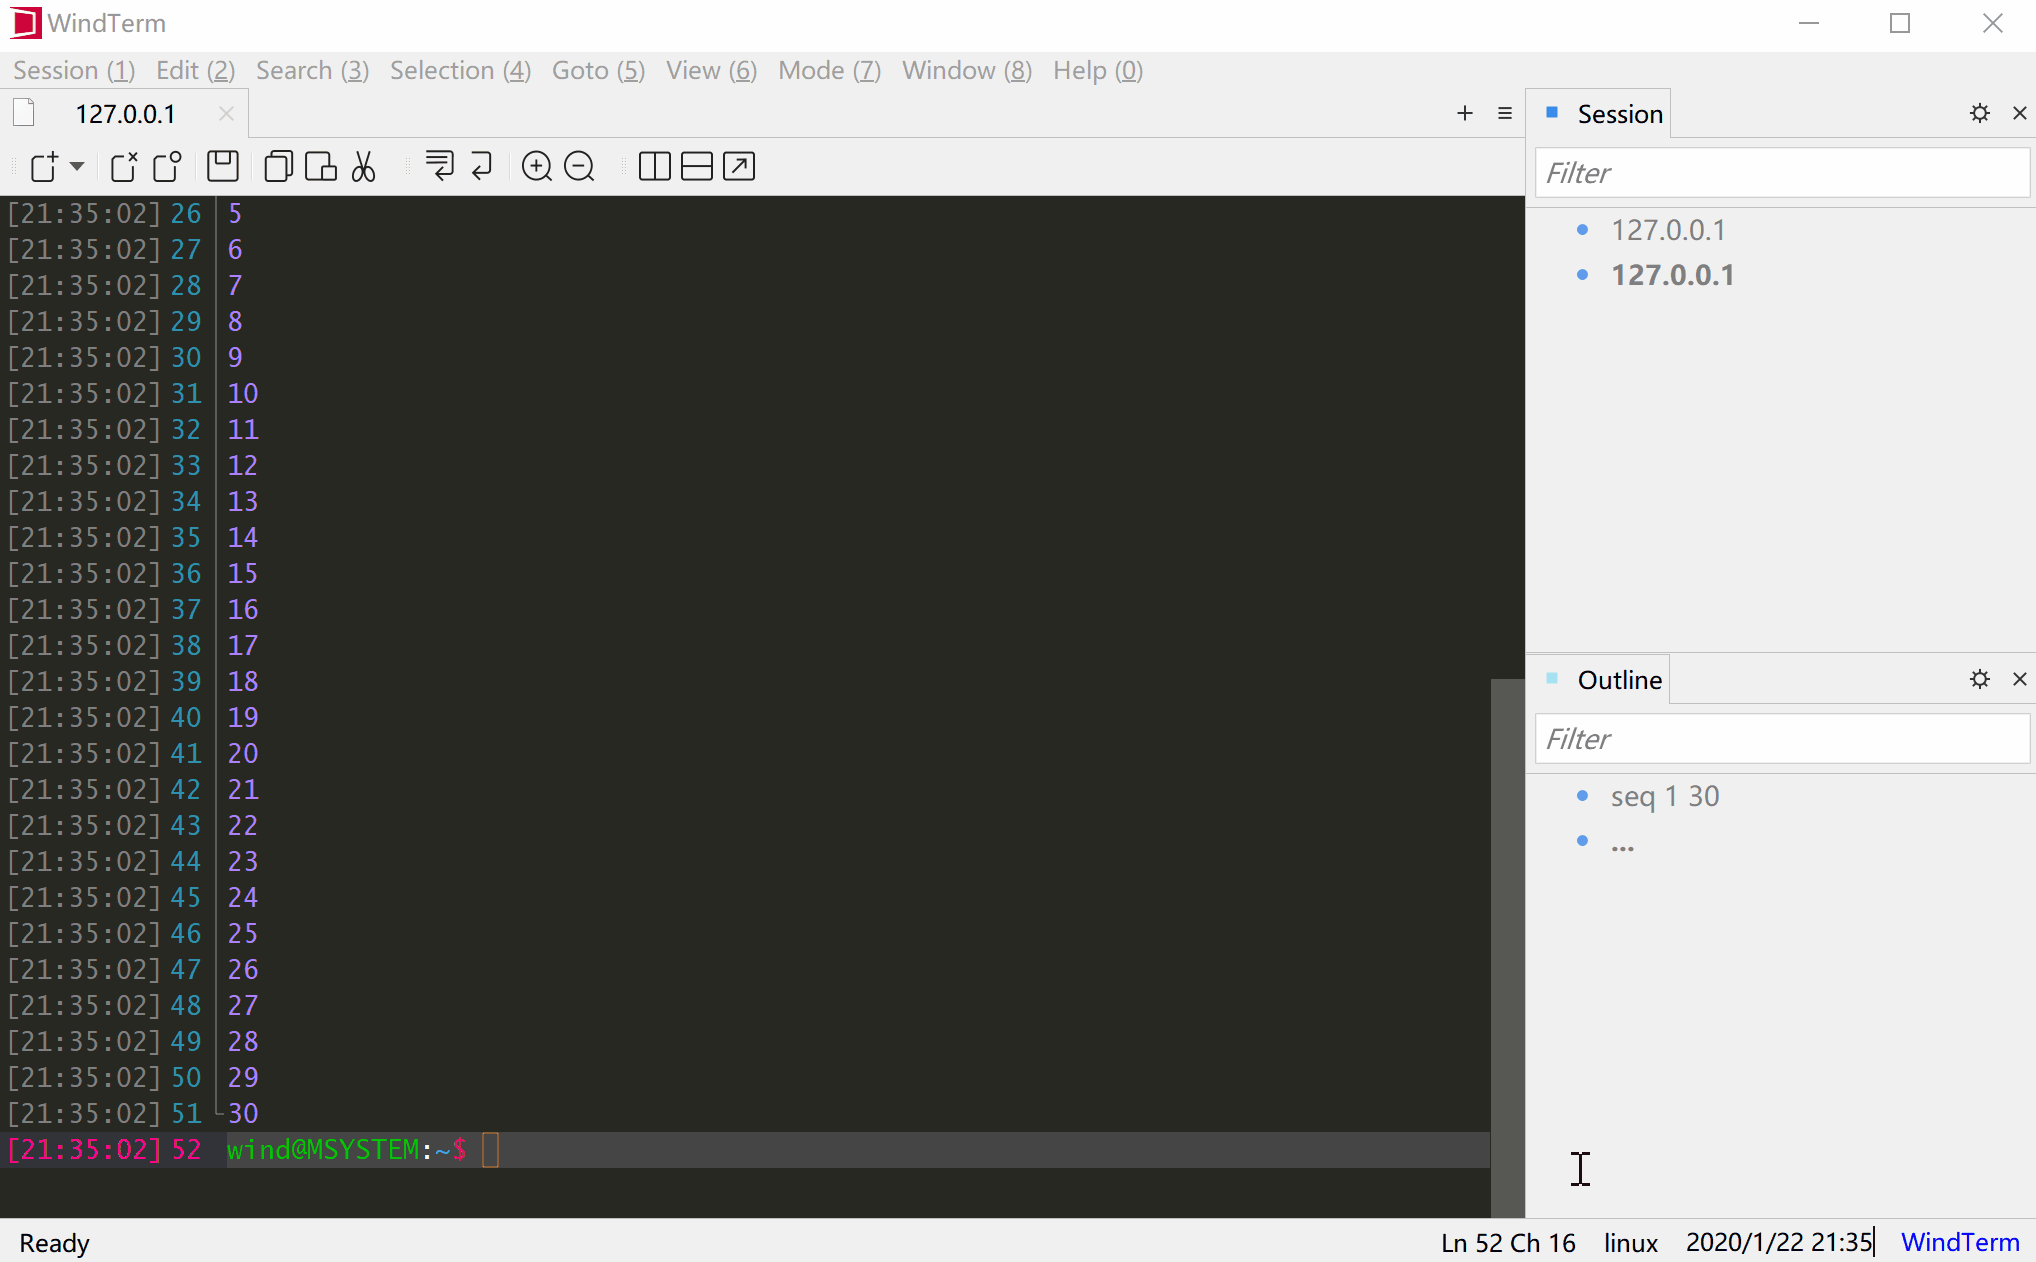 WindTerm
Session (1) Edit (2) Search (3) Selection (4) Goto (5) View (6) Mode (7) Window (8) Help (0)
127.0.0.1
[21:35:02] 26 5
[21:35:02] 27 6
[21:35:02] 28 7
[21:35:02] 29 8
[21:35:02] 30 9
[21:35:02] 31 10
[21:35:02] 32 11
[21:35:02] 33 12
[21:35:02] 34 13
[21:35:02] 35 14
[21:35:02] 36 15
[21:35:02] 37 16
[21:35:02] 38 17
[21:35:02] 39 18
[21:35:02] 40 19
[21:35:02] 41 20
[21:35:02] 42 21
[21:35:02] 43 22
[21:35:02] 44 23
[21:35:02] 45 24
[21:35:02] 46 25
[21:35:02] 47 26
[21:35:02] 48 27
[21:35:02] 49 28
[21:35:02] 50 29
[21:35:02] 51 30
[21:35:02] 52 wind@MSYSTEM:~$
Session
Filter
127.0.0.1
127.0.0.1
Outline
Filter
seq 1 30
...
Ready Ln 52 Ch 16 linux 2020/1/22 21:35 WindTerm